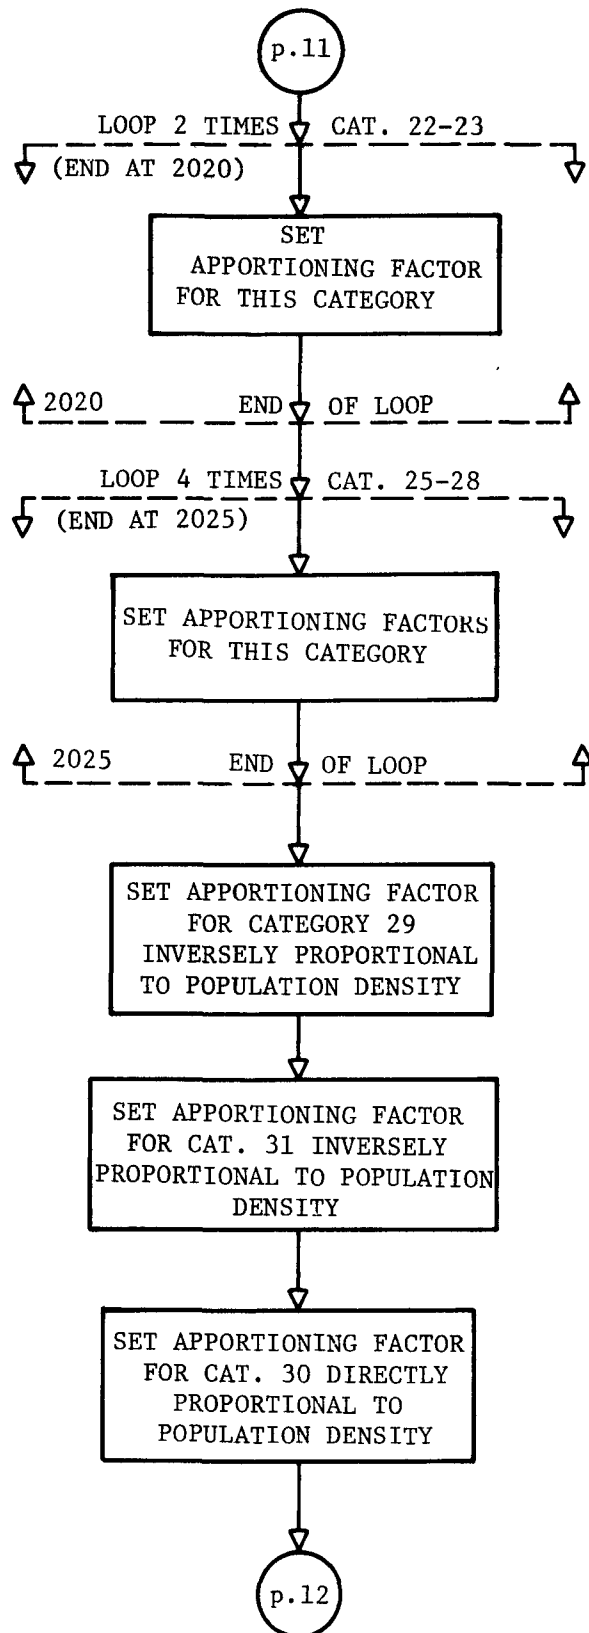 p.11
LOOP 2 TIMES CAT. 22-23
(END AT 2020)
SET
APPORTIONING FACTOR
FOR THIS CATEGORY
2020 END OF LOOP
LOOP 4 TIMES CAT. 25-28
(END AT 2025)
SET APPORTIONING FACTORS
FOR THIS CATEGORY
2025 END OF LOOP
SET APPORTIONING FACTOR
FOR CATEGORY 29
INVERSELY PROPORTIONAL
TO POPULATION DENSITY
SET APPORTIONING FACTOR
FOR CAT. 31 INVERSELY
PROPORTIONAL TO POPULATION
DENSITY
SET APPORTIONING FACTOR
FOR CAT. 30 DIRECTLY
PROPORTIONAL TO
POPULATION DENSITY
p.12